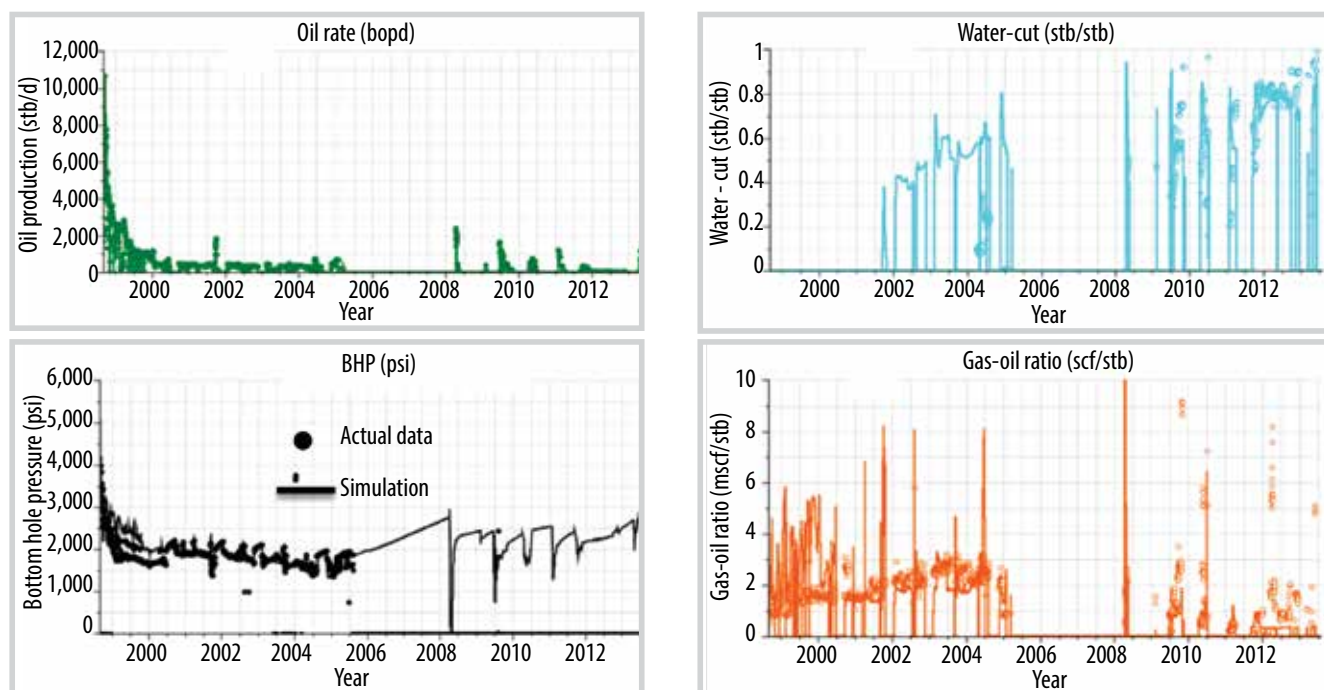 Oil rate (bopd)
Oil production (stb/d)
12,000
10,000
8,000
6,000
4,000
2,000
0
2000 2002 2004 2006 2008 2010 2012
Year
Water-cut (stb/stb)
Water - cut (stb/stb)
1
0.8
0.6
0.4
0.2
0
2000 2002 2004 2006 2008 2010 2012
Year
BHP (psi)
Bottom hole pressure (psi)
6,000
5,000
4,000
3,000
2,000
1,000
0
Actual data
Simulation
2000 2002 2004 2006 2008 2010 2012
Year
Gas-oil ratio (scf/stb)
Gas-oil ratio (mscf/stb)
10
8
6
4
2
0
2000 2002 2004 2006 2008 2010 2012
Year